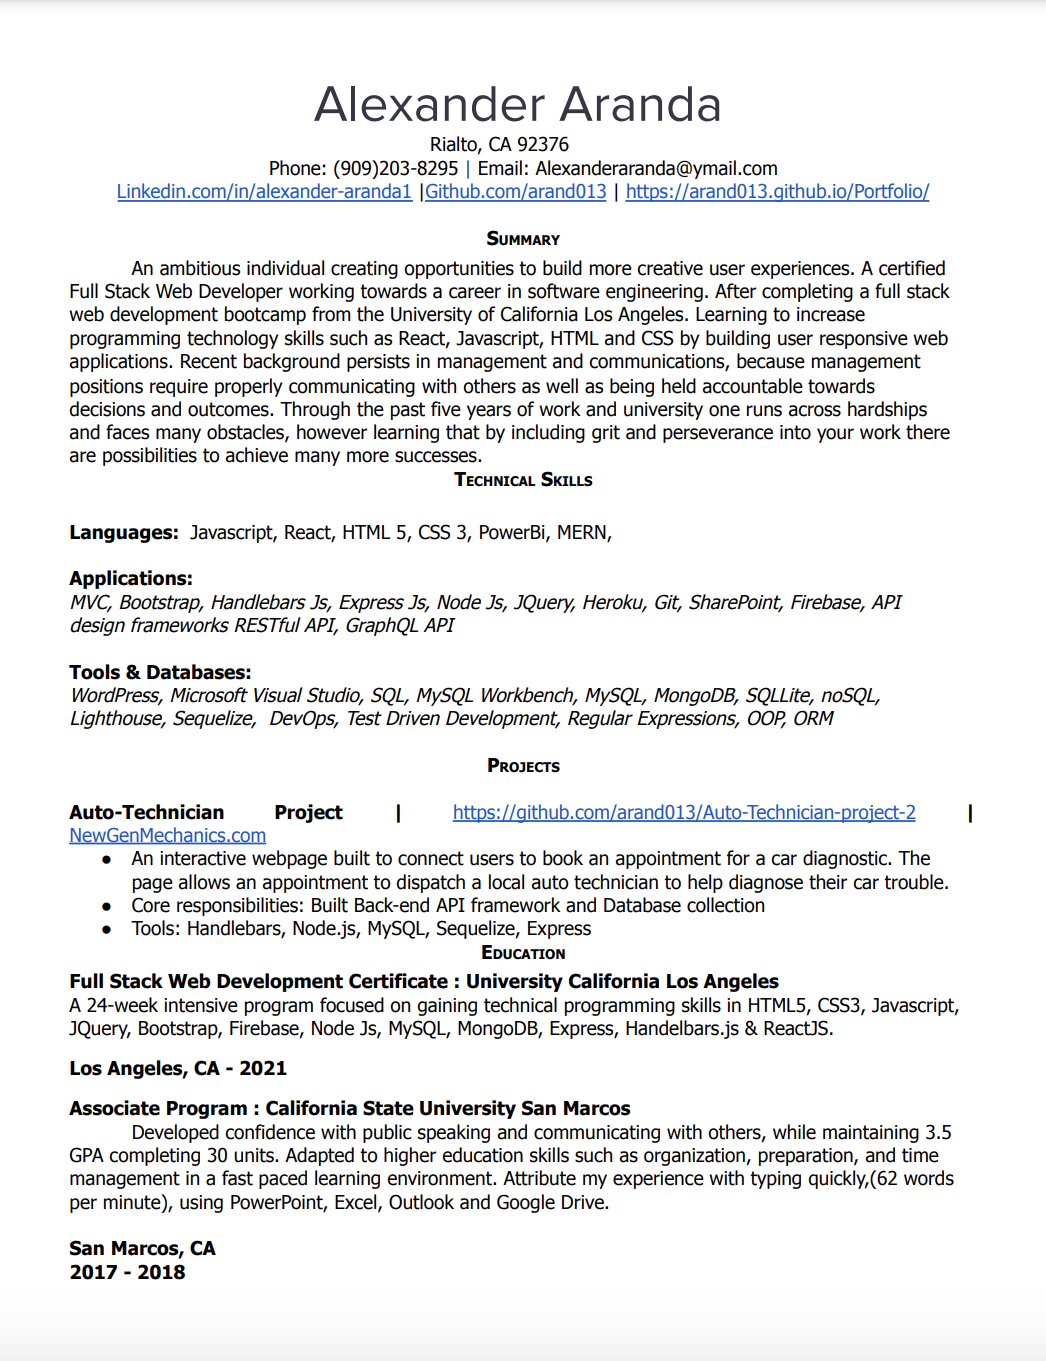 Alexander Aranda
Rialto, CA 92376
Phone: (909)203-8295 | Email: Alexanderaranda@ymail.com
Linkedin.com/in/alexander-aranda1 |Github.com/arand013 | https://arand013.github.io/Portfolio/
SUMMARY
An ambitious individual creating opportunities to build more creative user experiences. A certified
Full Stack Web Developer working towards a career in software engineering. After completing a full stack
web development bootcamp from the University of California Los Angeles. Learning to increase
programming technology skills such as React, Javascript, HTML and CSS by building user responsive web
applications. Recent background persists in management and communications, because management
positions require properly communicating with others as well as being held accountable towards
decisions and outcomes. Through the past five years of work and university one runs across hardships
and faces many obstacles, however learning that by including grit and perseverance into your work there
are possibilities to achieve many more successes.
TECHNICAL SKILLS
Languages: Javascript, React, HTML 5, CSS 3, PowerBi, MERN,
Applications:
MVC, Bootstrap, Handlebars Js, Express Js, Node Js, JQuery, Heroku, Git, SharePoint, Firebase, API
design frameworks RESTful API, GraphQL API
Tools & Databases:
WordPress, Microsoft Visual Studio, SQL, MySQL Workbench, MySQL, MongoDB, SQLLite, noSQL,
Lighthouse, Sequelize, DevOps, Test Driven Development, Regular Expressions, OOP, ORM
PROJECTS
Auto-Technician Project | https://github.com/arand013/Auto-Technician-project-2 |
NewGenMechanics.com
● An interactive webpage built to connect users to book an appointment for a car diagnostic. The
page allows an appointment to dispatch a local auto technician to help diagnose their car trouble.
● Core responsibilities: Built Back-end API framework and Database collection
● Tools: Handlebars, Node.js, MySQL, Sequelize, Express
EDUCATION
Full Stack Web Development Certificate : University California Los Angeles
A 24-week intensive program focused on gaining technical programming skills in HTML5, CSS3, Javascript,
JQuery, Bootstrap, Firebase, Node Js, MySQL, MongoDB, Express, Handelbars.js & ReactJS.
Los Angeles, CA - 2021
Associate Program : California State University San Marcos
Developed confidence with public speaking and communicating with others, while maintaining 3.5
GPA completing 30 units. Adapted to higher education skills such as organization, preparation, and time
management in a fast paced learning environment. Attribute my experience with typing quickly,(62 words
per minute), using PowerPoint, Excel, Outlook and Google Drive.
San Marcos, CA
2017 - 2018